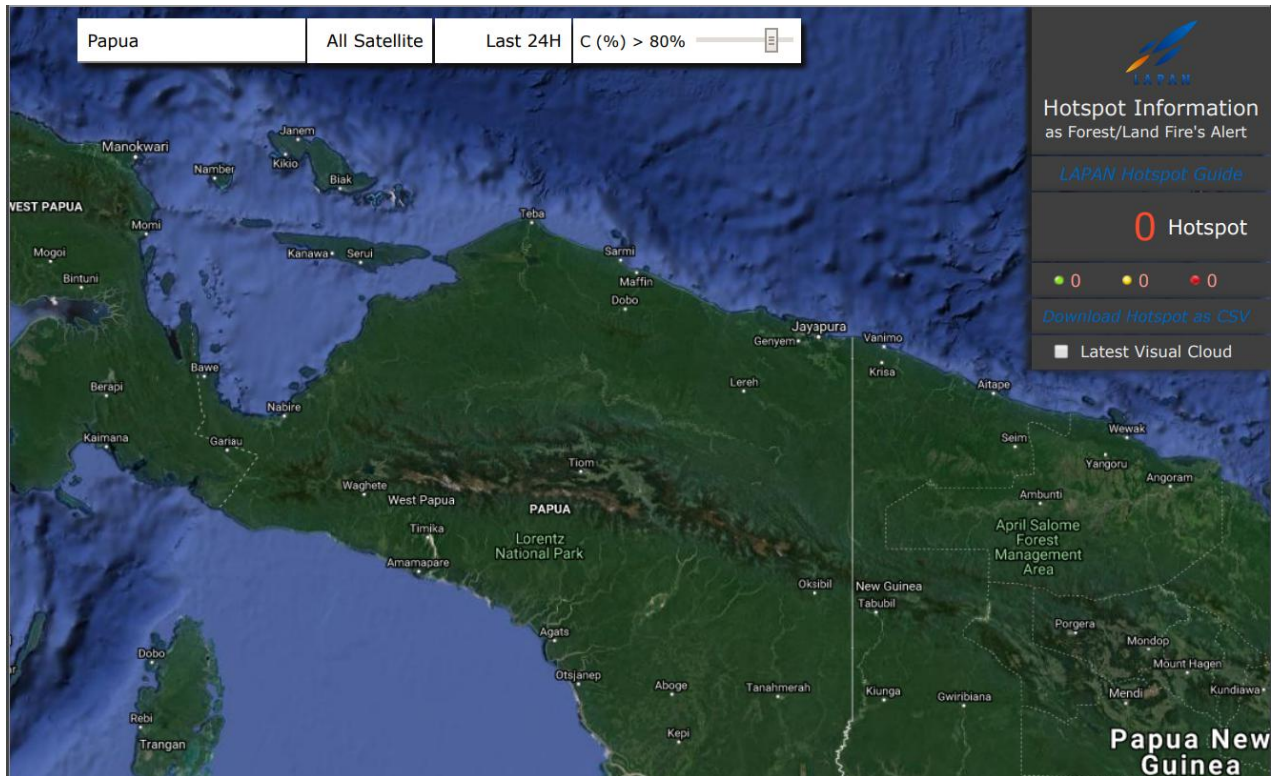 Papua
All Satellite
Last 24H
C (%) > 80%
LAPAN
Hotspot Information
as Forest/Land Fire's Alert
LAPAN Hotspot Guide
0 Hotspot
0 0 0
Download Hotspot as CSV
Latest Visual Cloud
Janem
Manokwari
Kikio
Namber
Biak
WEST PAPUA
Teba
Momi
Mogoi
Kanawa
Serui
Sarmi
Bintuni
Maffin
Dobo
Jayapura
Genyem
Vanimo
Bawe
Krisa
Berapi
Lereh
Aitape
Nabire
Kaimana
Gariau
Seim
Wewak
Yangoru
Tiom
Angoram
Waghete
West Papua
PAPUA
Ambunti
Timika
Lorentz
National Park
April Salome
Forest
Management
Area
Amamapare
Oksibil
New Guinea
Tabubil
Porgera
Agats
Mondop
Dobo
Mount Hagen
Otsjanep
Aboge
Tanahmerah
Kiunga
Gwiribiana
Mendi
Kundiawa
Rebi
Kepi
Trangan
Papua New
Guinea